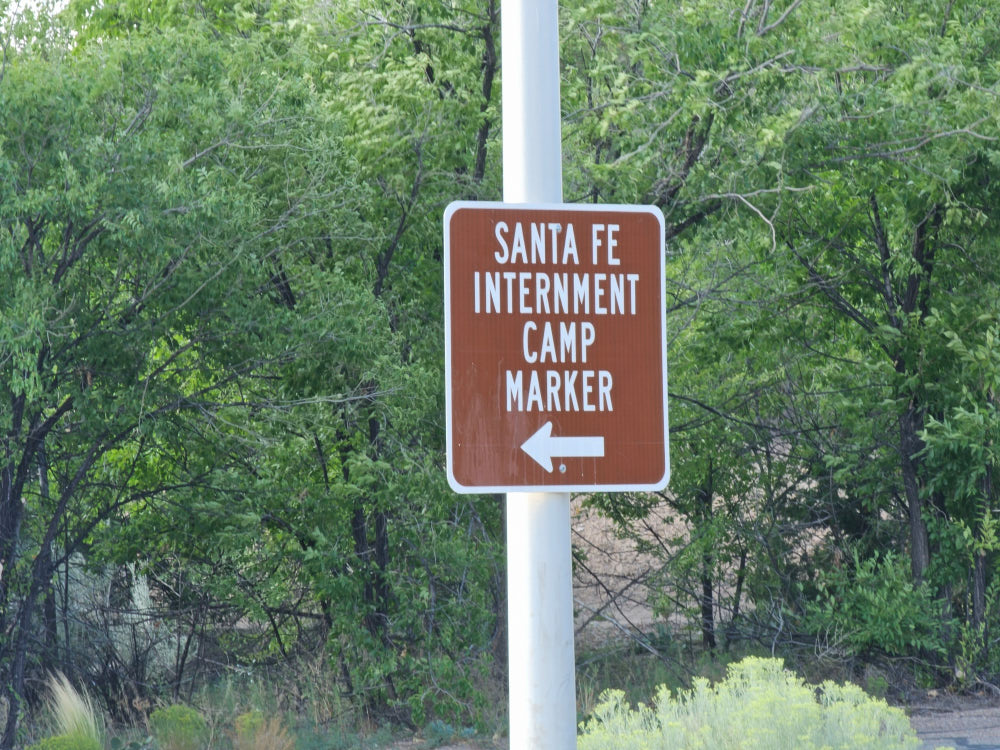 SANTA FE
INTERNMENT
CAMP
MARKER